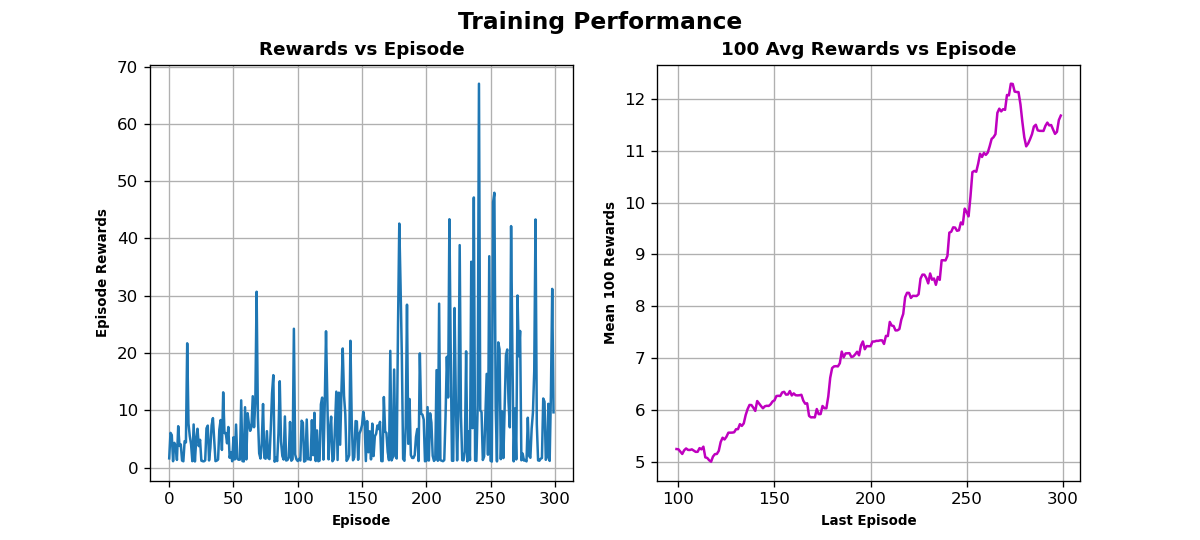 Training Performance
Rewards vs Episode
70
60
50
40
30
20
10
0
Episode Rewards
0 50 100 150 200 250 300
Episode
100 Avg Rewards vs Episode
12
11
10
9
8
7
6
5
Mean 100 Rewards
100 150 200 250 300
Last Episode